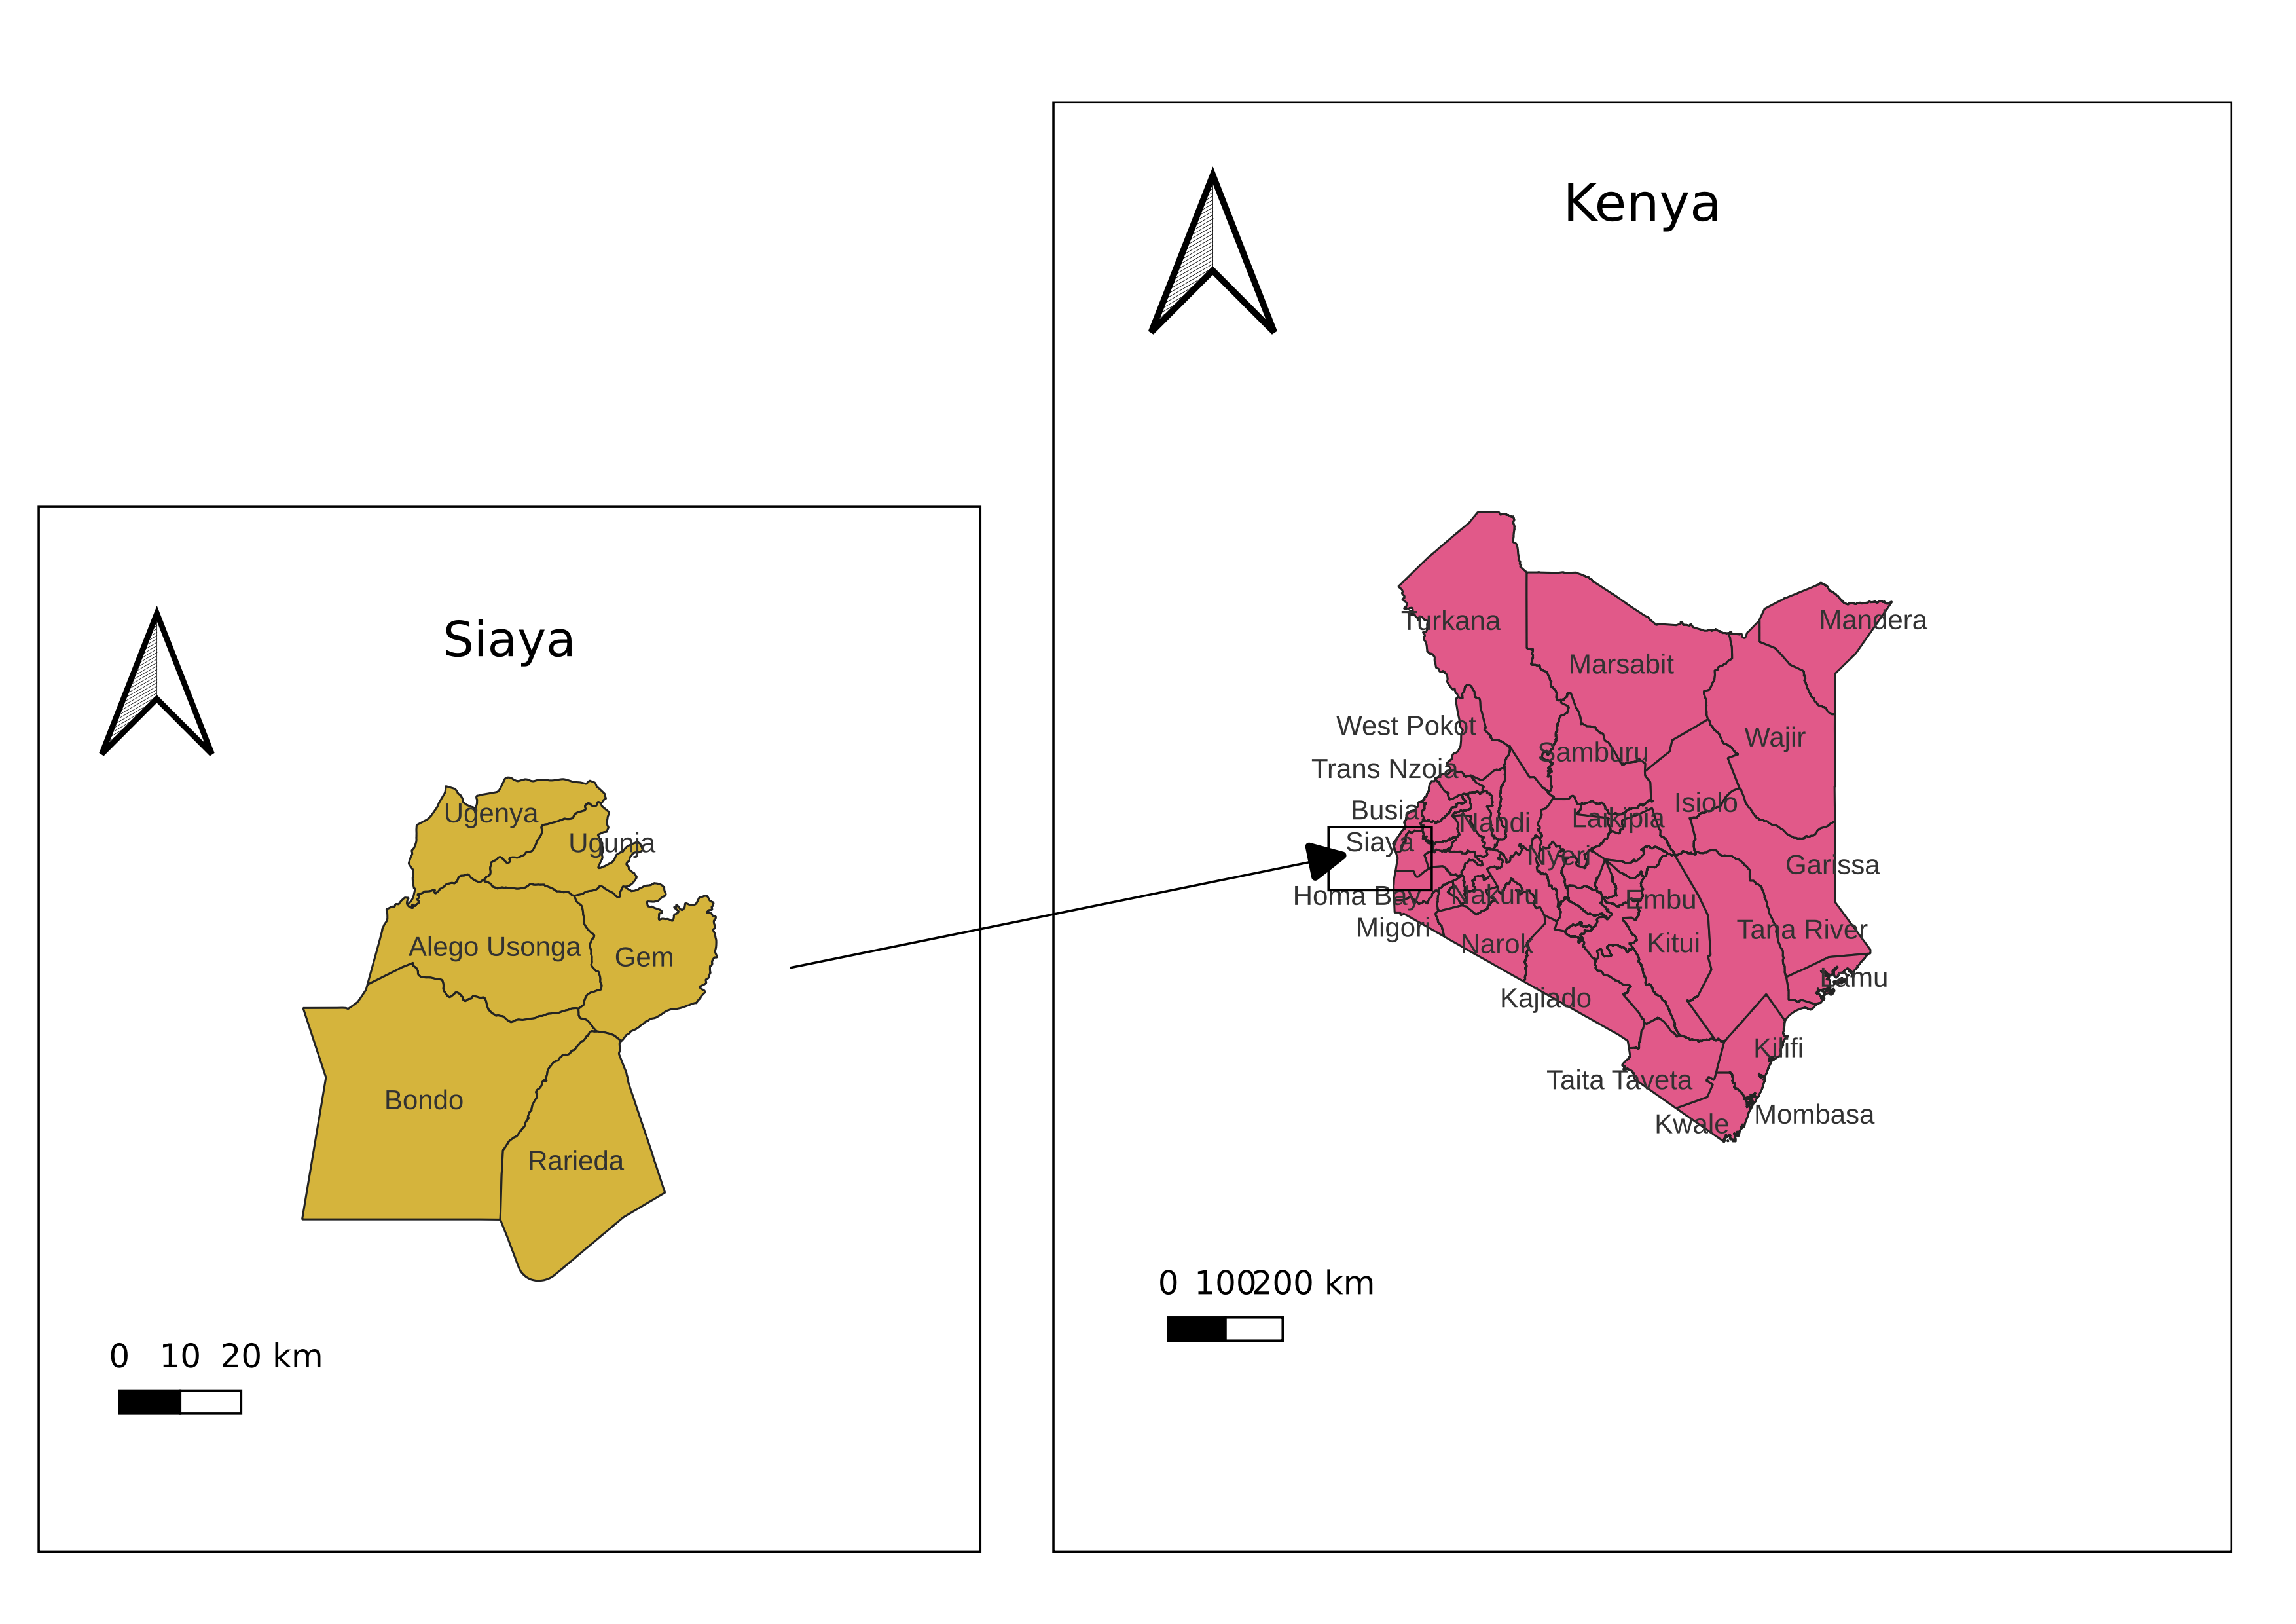 Kenya
Siaya
Turkana
Mandera
Marsabit
West Pokot
Wajir
Samburu
Trans Nzoia
Isiolo
Busia
Nandi
Laikipia
Siaya
Nyeri
Garissa
Homa Bay
Nakuru
Embu
Migori
Narok
Kitui
Tana River
Lamu
Kajiado
Kilifi
Taita Taveta
Kwale
Mombasa
0 100200 km
Ugenya
Ugunja
Alego Usonga
Gem
Bondo
Rarieda
0 10 20 km